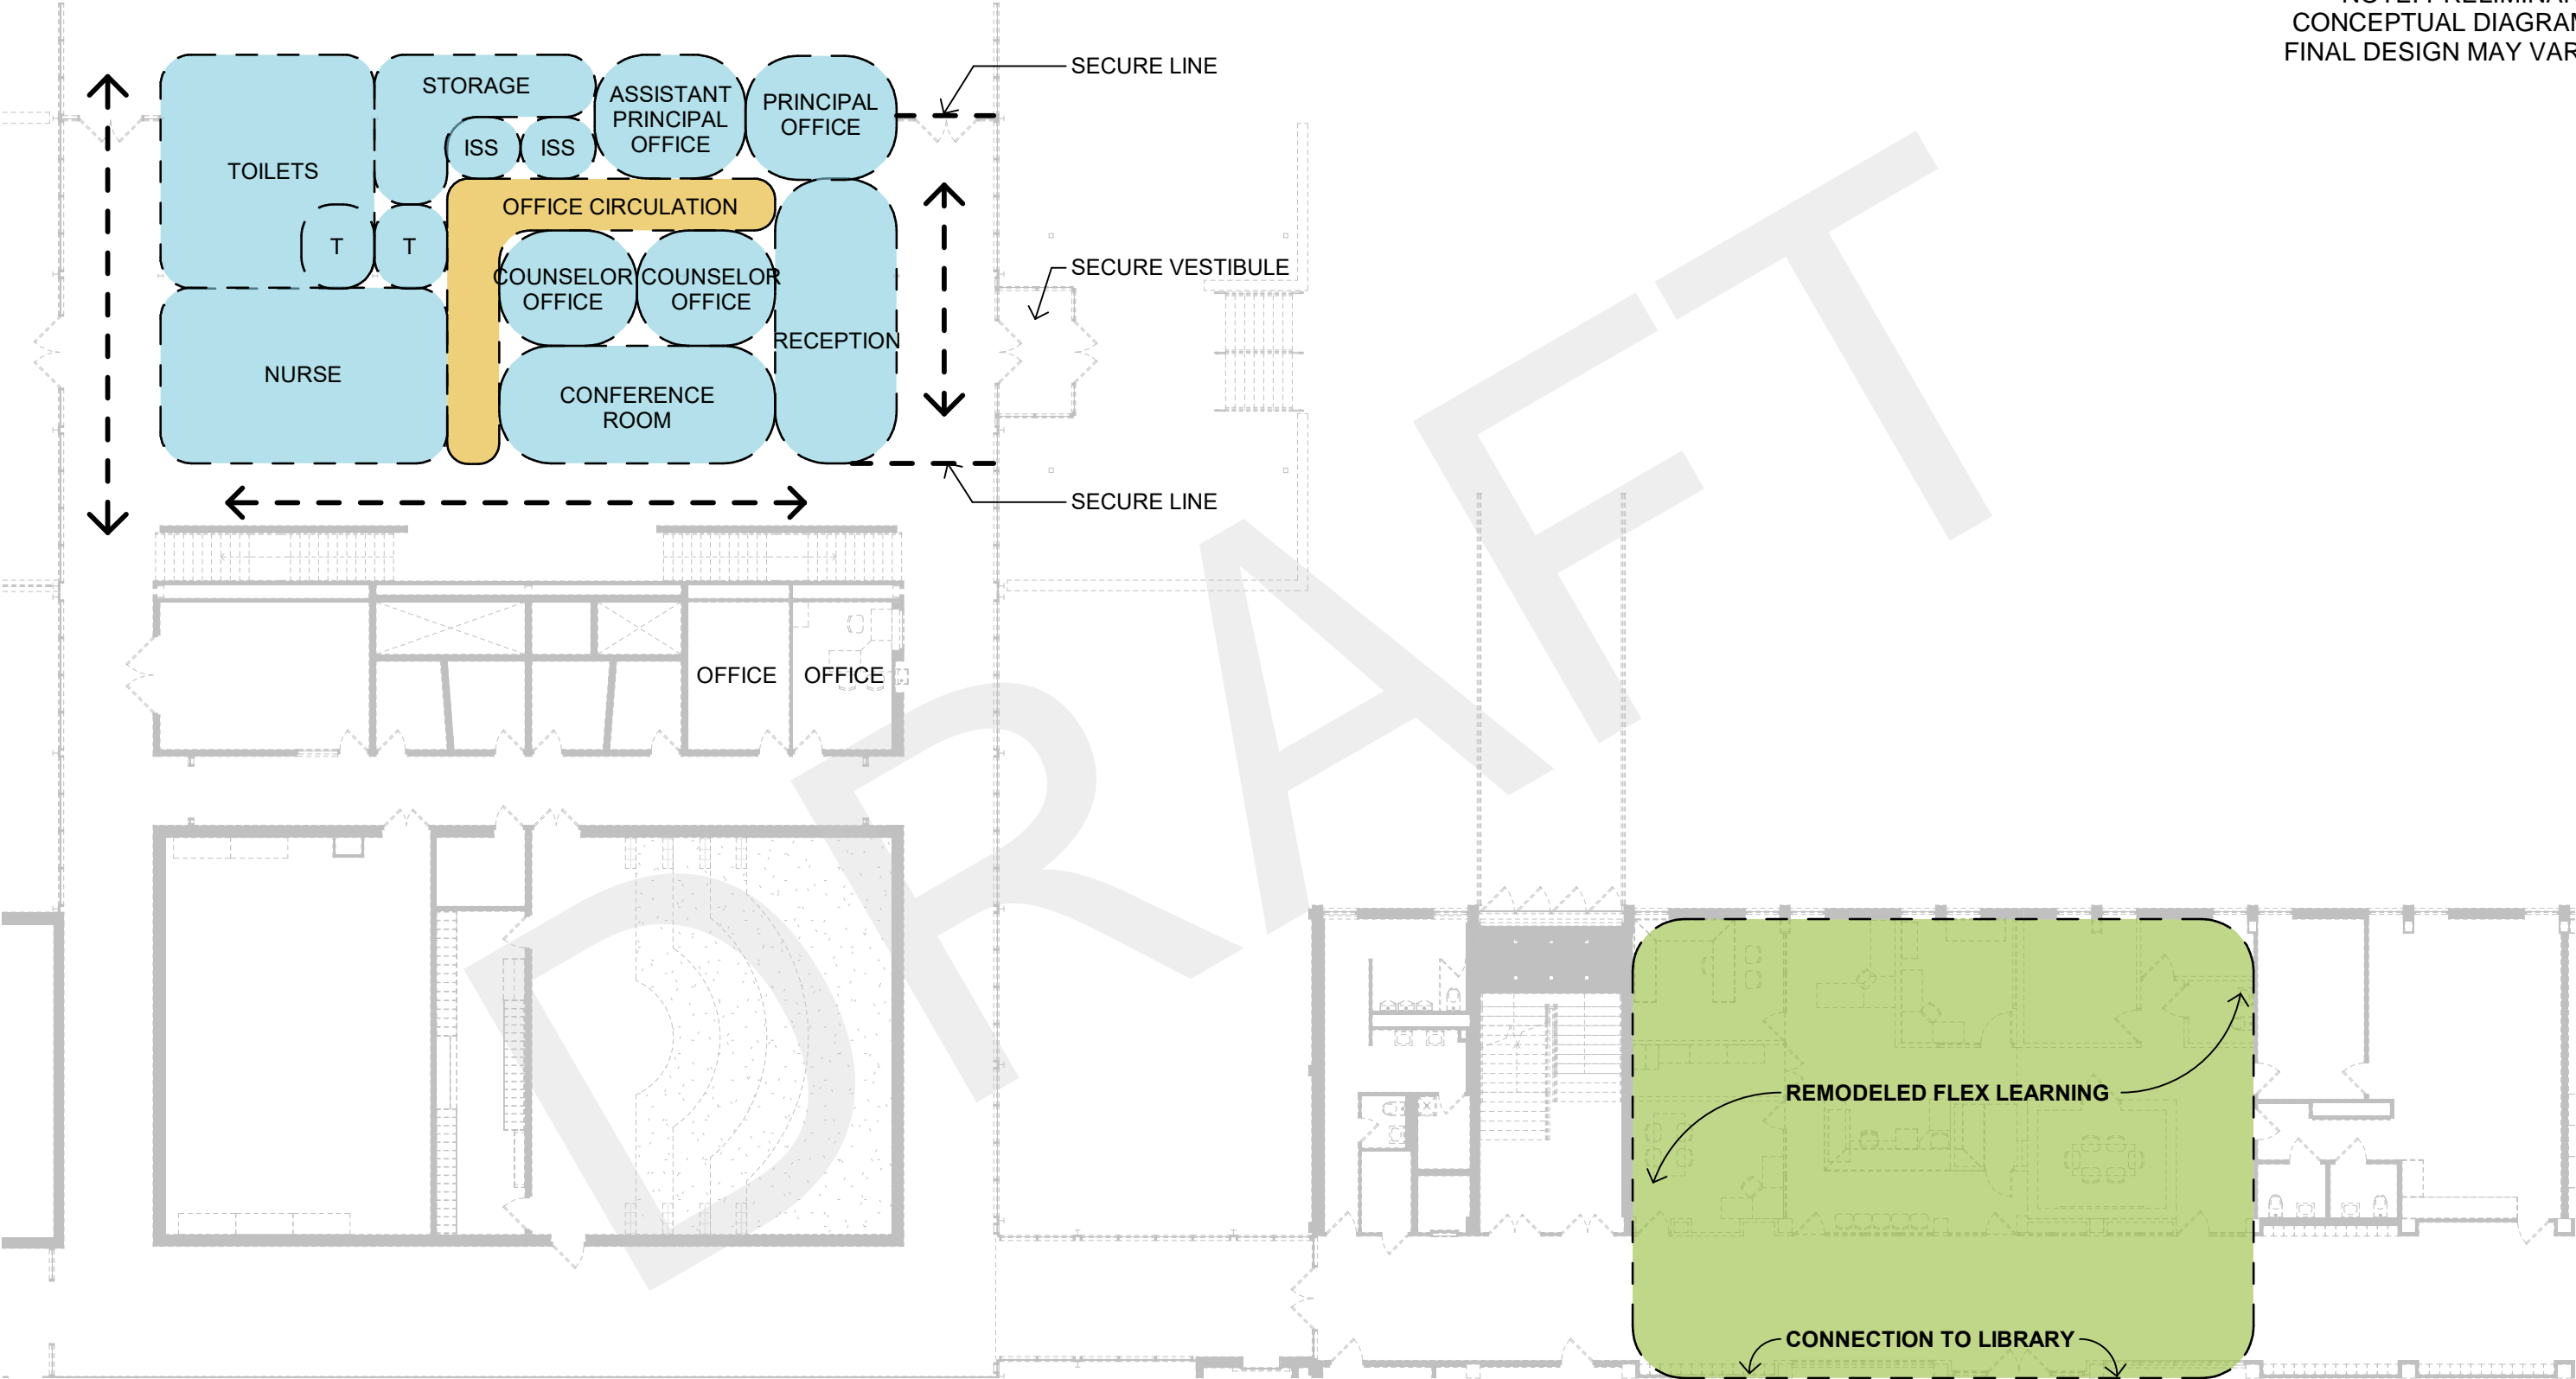 CONCEPTUAL DIAGRAM
FINAL DESIGN MAY VAR
SECURE LINE
STORAGE
ASSISTANT
PRINCIPAL
OFFICE
PRINCIPAL
OFFICE
ISS
ISS
TOILETS
OFFICE CIRCULATION
T
T
COUNSELOR
OFFICE
COUNSELOR
OFFICE
SECURE VESTIBULE
RECEPTION
NURSE
CONFERENCE
ROOM
SECURE LINE
OFFICE
OFFICE
DRAFT
REMODELED FLEX LEARNING
CONNECTION TO LIBRARY